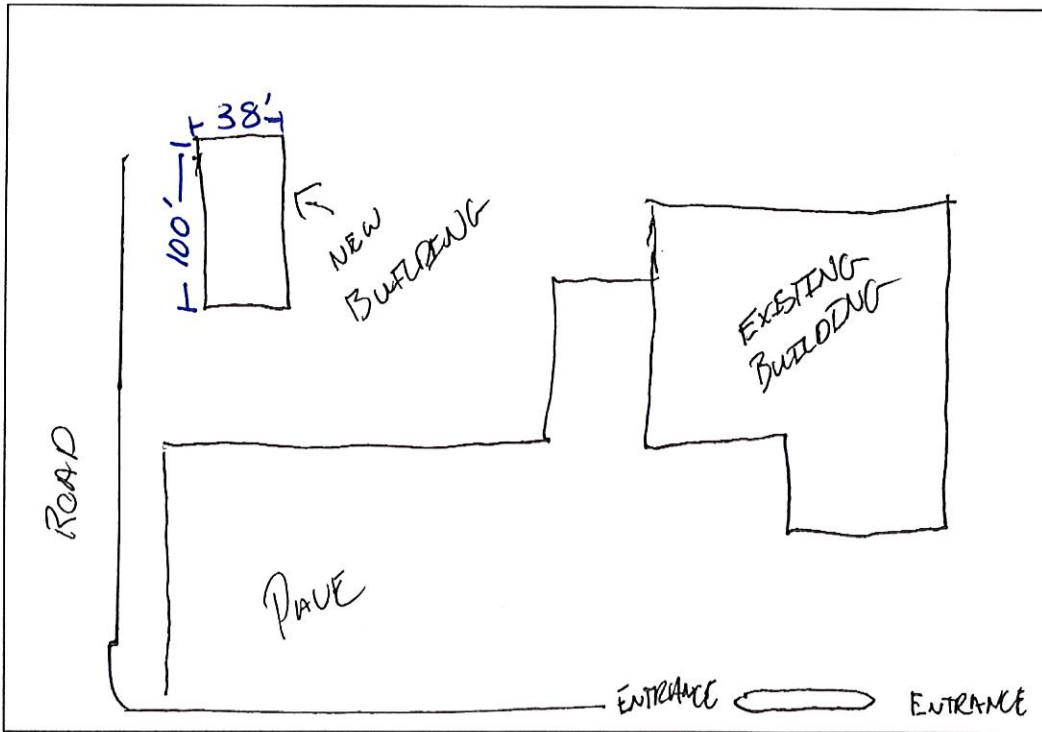 38'
100'
NEW
BUILDING
EXISTING
BUILDING
ROAD
PAVE
ENTRANCE
ENTRANCE